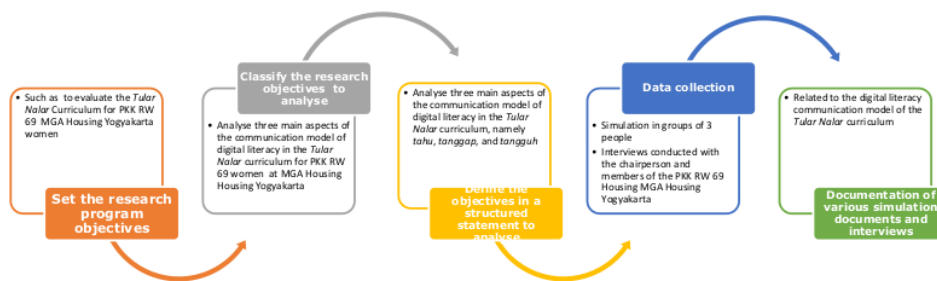 • Such as to evaluate the Tular
Nalar Curriculum for PKK RW
69 MGA Housing Yogyakarta
women
Set the research
program
objectives
Classify the research
objectives to
analyse
• Analyse three main aspects of
the communication model of
digital literacy in the Tular
Nalar curriculum for PKK RW
69 women at MGA Housing
Housing Yogyakarta
• Analyse three main aspects of
the communication model of
digital literacy in the Tular
Nalar curriculum, namely
tahu, tanggap, and tangguh
Define the
objectives in a
structured
statement to
analyse
Data collection
• Simulation in groups of 3
people
• Interviews conducted with
the chairperson and
members of the PKK RW 69
Housing MGA Housing
Yogyakarta
• Related to the digital literacy
communication model of the
Tular Nalar curriculum
Documentation of
various simulation
documents and
interviews